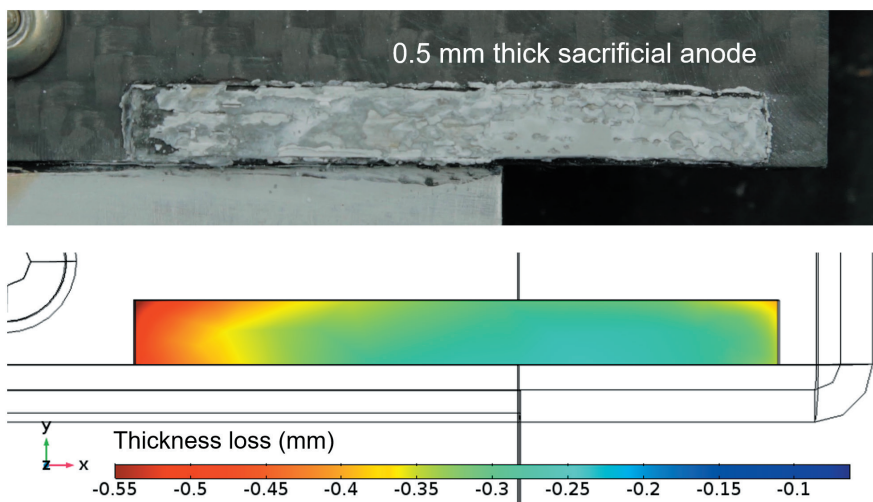 0.5 mm thick sacrificial anode
y
z x
Thickness loss (mm)
-0.55 -0.5 -0.45 -0.4 -0.35 -0.3 -0.25 -0.2 -0.15 -0.1